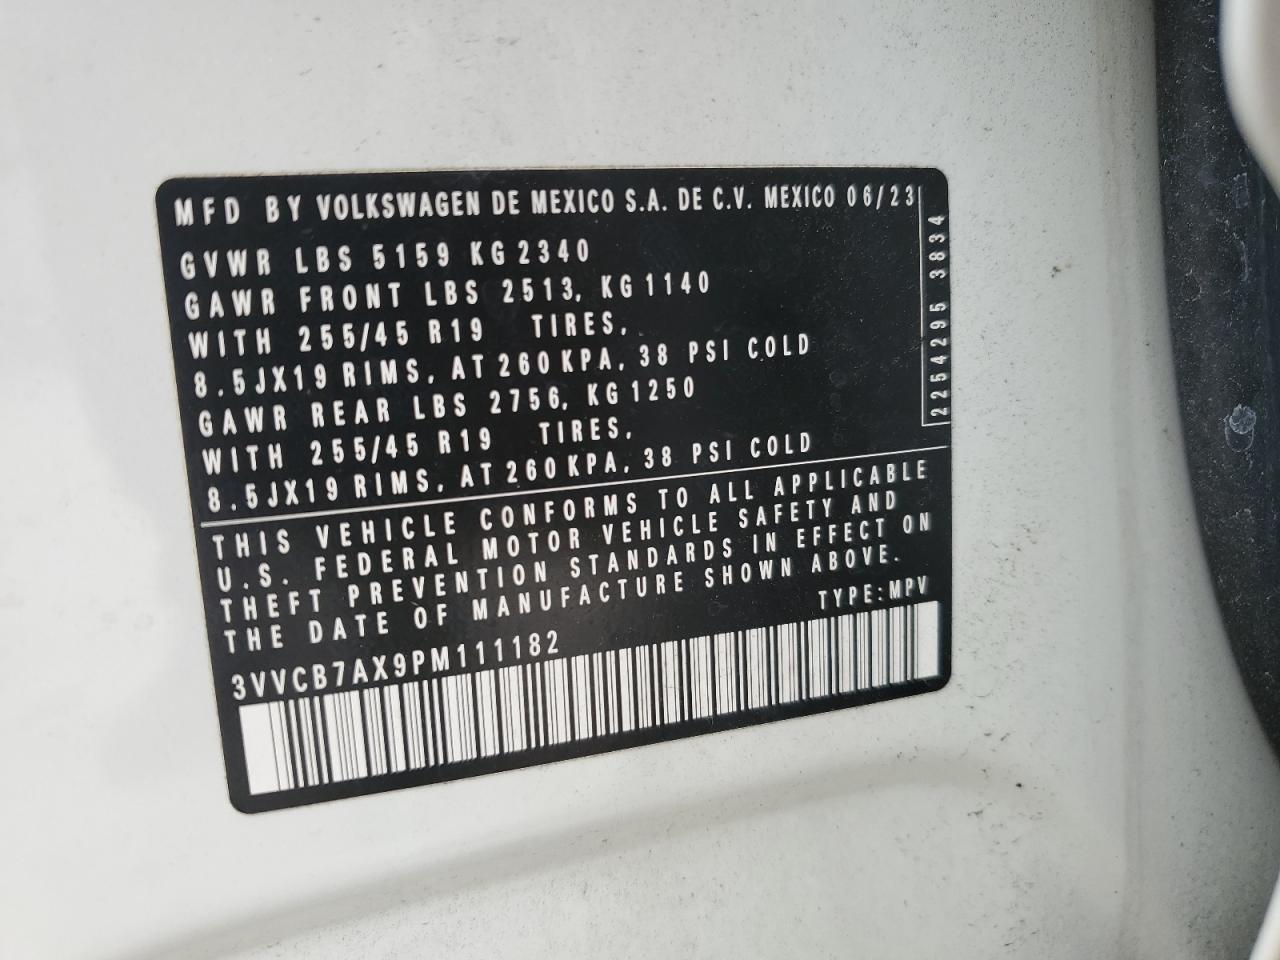 MFD BY VOLKSWAGEN DE MEXICO S.A. DE C.V. MEXICO 06/23
GVWR LBS 5159 KG 2340
GAWR FRONT LBS 2513, KG 1140
WITH 255/45 R19 TIRES,
8.5JX19 RIMS, AT 260 KPA, 38 PSI COLD
GAWR REAR LBS 2756, KG 1250
WITH 255/45 R19 TIRES,
8.5JX19 RIMS, AT 260 KPA, 38 PSI COLD
2254295 3834
THIS VEHICLE CONFORMS TO ALL APPLICABLE
U.S. FEDERAL MOTOR VEHICLE SAFETY AND
THEFT PREVENTION STANDARDS IN EFFECT ON
THE DATE OF MANUFACTURE SHOWN ABOVE.
TYPE:MPV
3VVCB7AX9PM111182